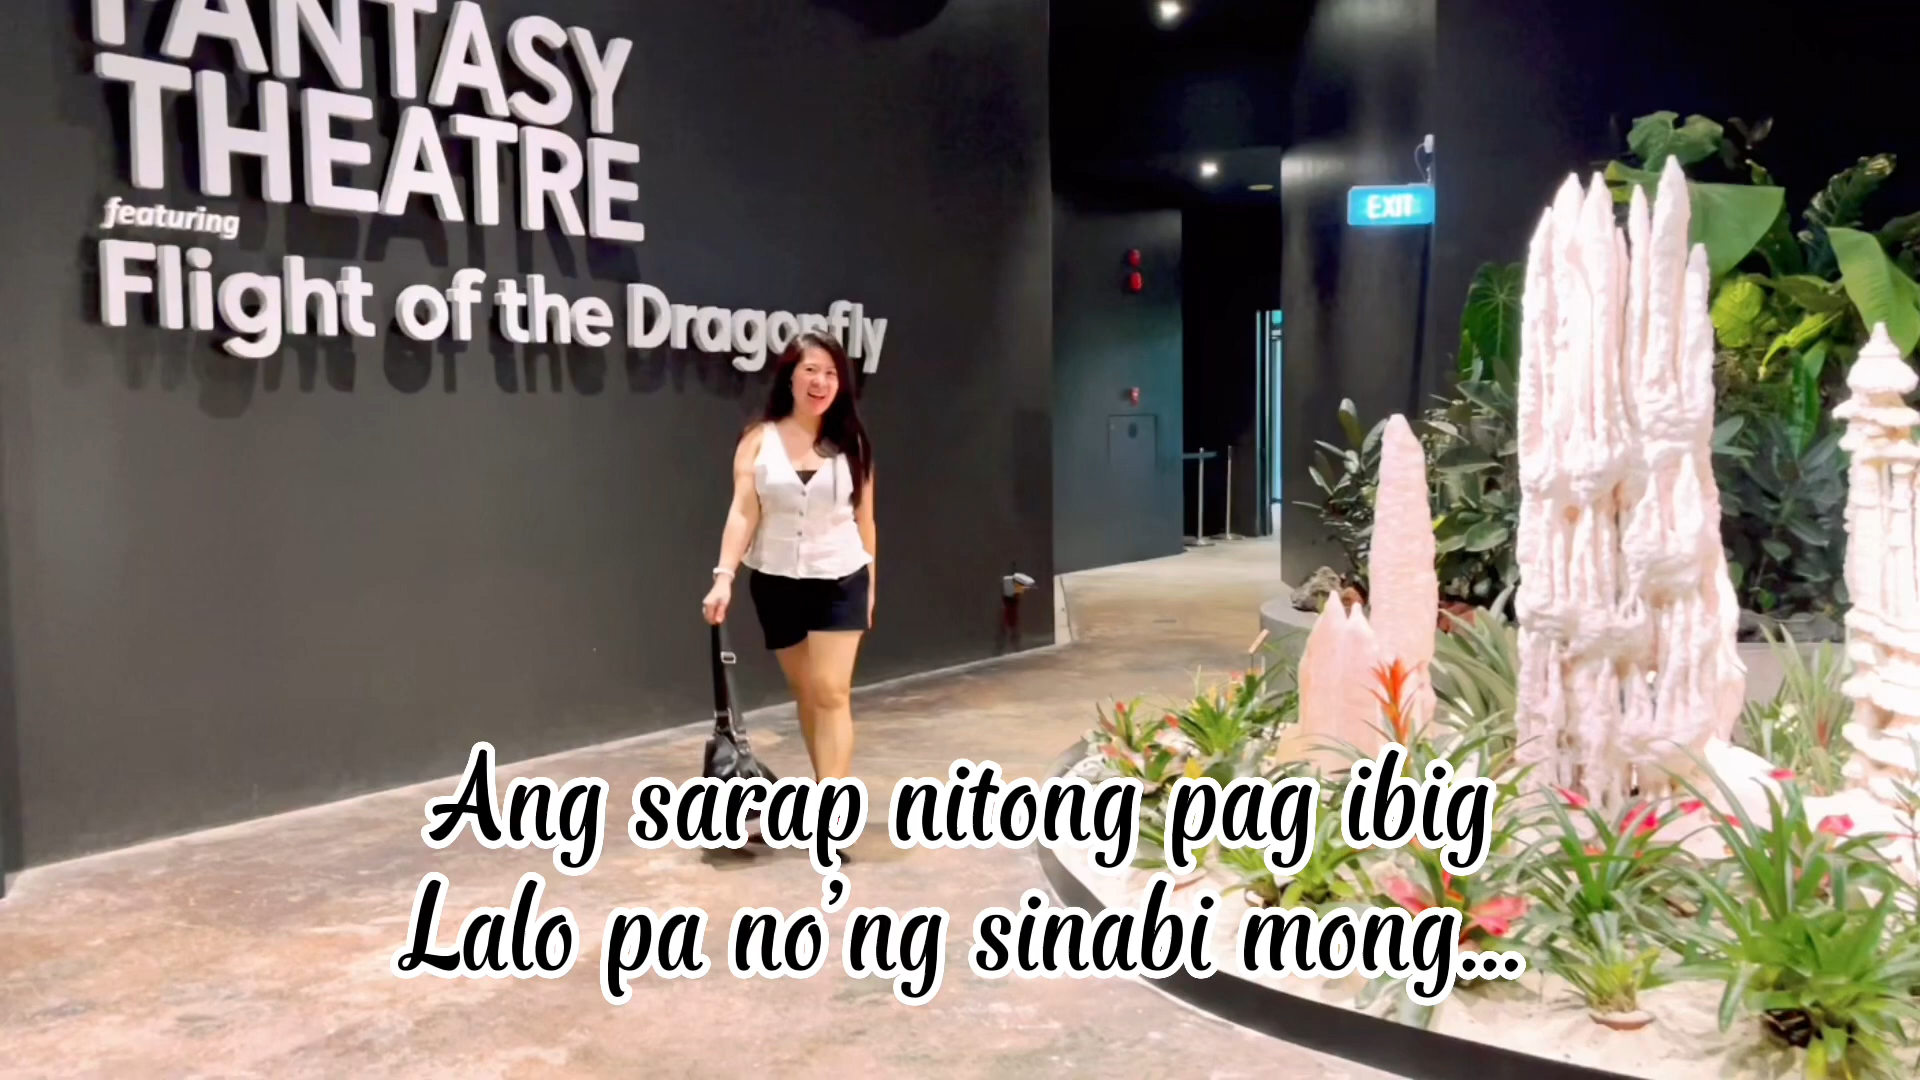 FANTASY
THEATRE
featuring
Flight of the Dragonfly
EXIT
Ang sarap nitong pag ibig
Lalo pa no’ng sinabi mong...